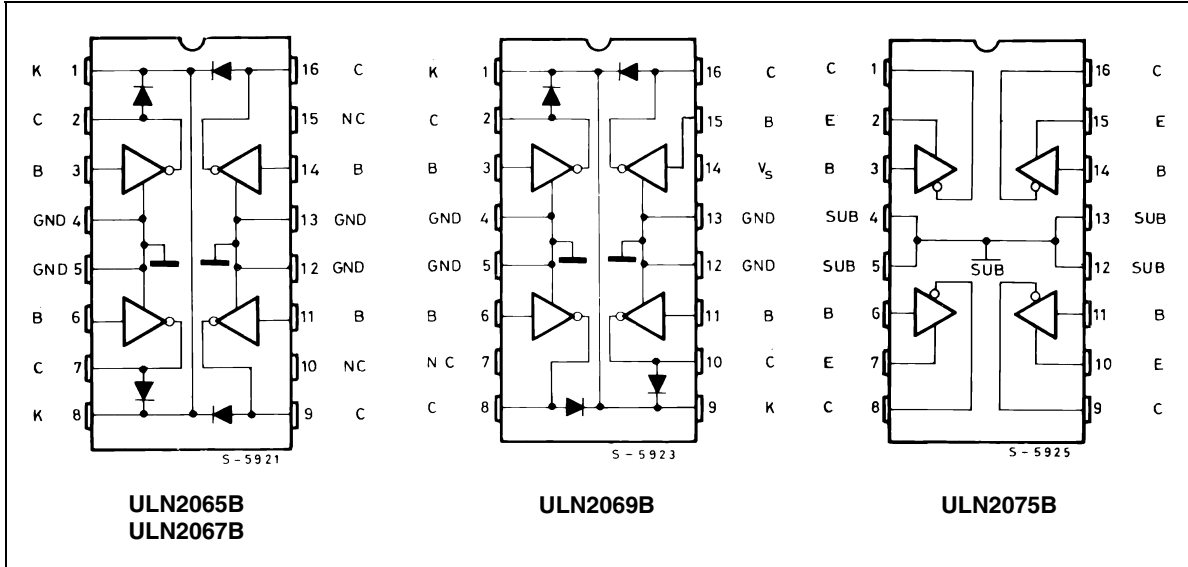 K 1 16 C
C 2 15 NC
B 3 14 B
GND 4 13 GND
GND 5 12 GND
B 6 11 B
C 7 10 NC
K 8 9 C
S-5921
ULN2065B
ULN2067B
K 1 16 C
C 2 15 B
B 3 14 VS
GND 4 13 GND
GND 5 12 GND
B 6 11 B
NC 7 10 C
C 8 9 K
S-5923
ULN2069B
C 1 16 C
E 2 15 E
B 3 14 B
SUB 4 13 SUB
SUB 5 SUB 12 SUB
B 6 11 B
E 7 10 E
C 8 9 C
S-5925
ULN2075B